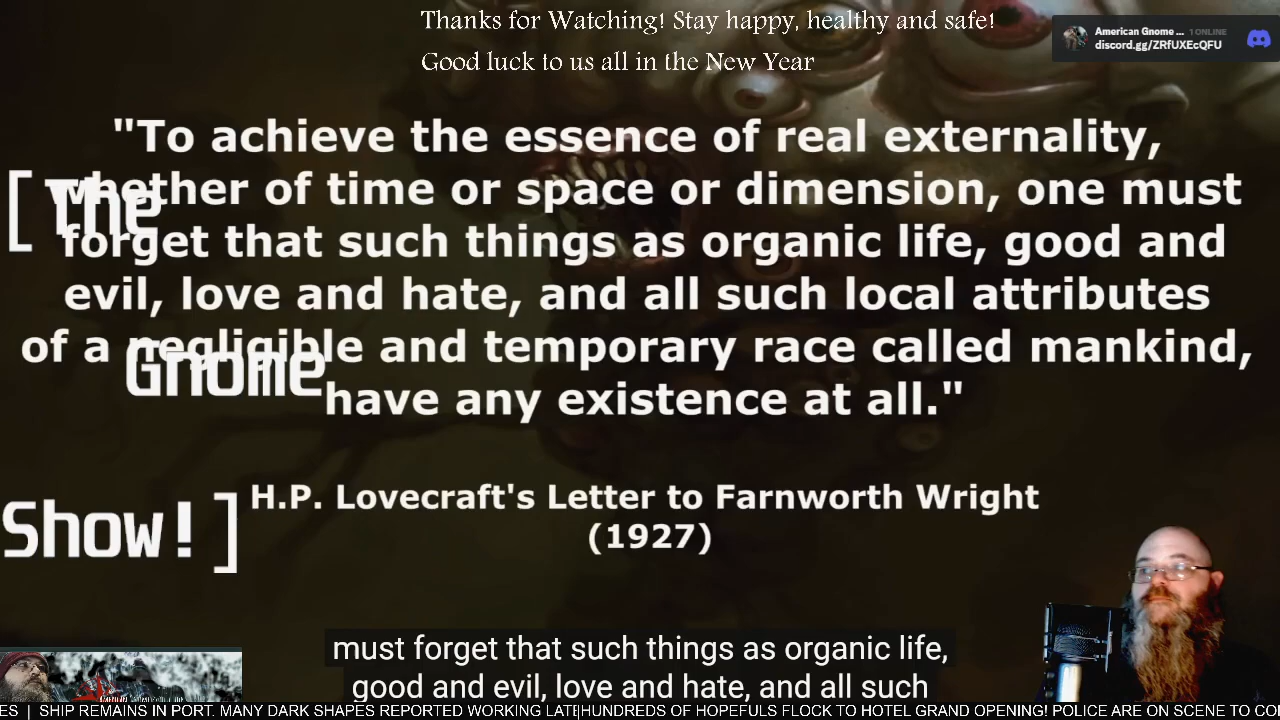 Thanks for Watching! Stay happy, healthy and safe!
Good luck to us all in the New Year
American Gnome ... 1 ONLINE
discord.gg/ZRfUXEcQFU
"To achieve the essence of real externality,
whether of time or space or dimension, one must
forget that such things as organic life, good and
evil, love and hate, and all such local attributes
of a negligible and temporary race called mankind,
have any existence at all."
[The
Gnome
Show!]
H.P. Lovecraft's Letter to Farnworth Wright
(1927)
must forget that such things as organic life,
good and evil, love and hate, and all such
ES | SHIP REMAINS IN PORT. MANY DARK SHAPES REPORTED WORKING LATE|HUNDREDS OF HOPEFULS FLOCK TO HOTEL GRAND OPENING! POLICE ARE ON SCENE TO CO